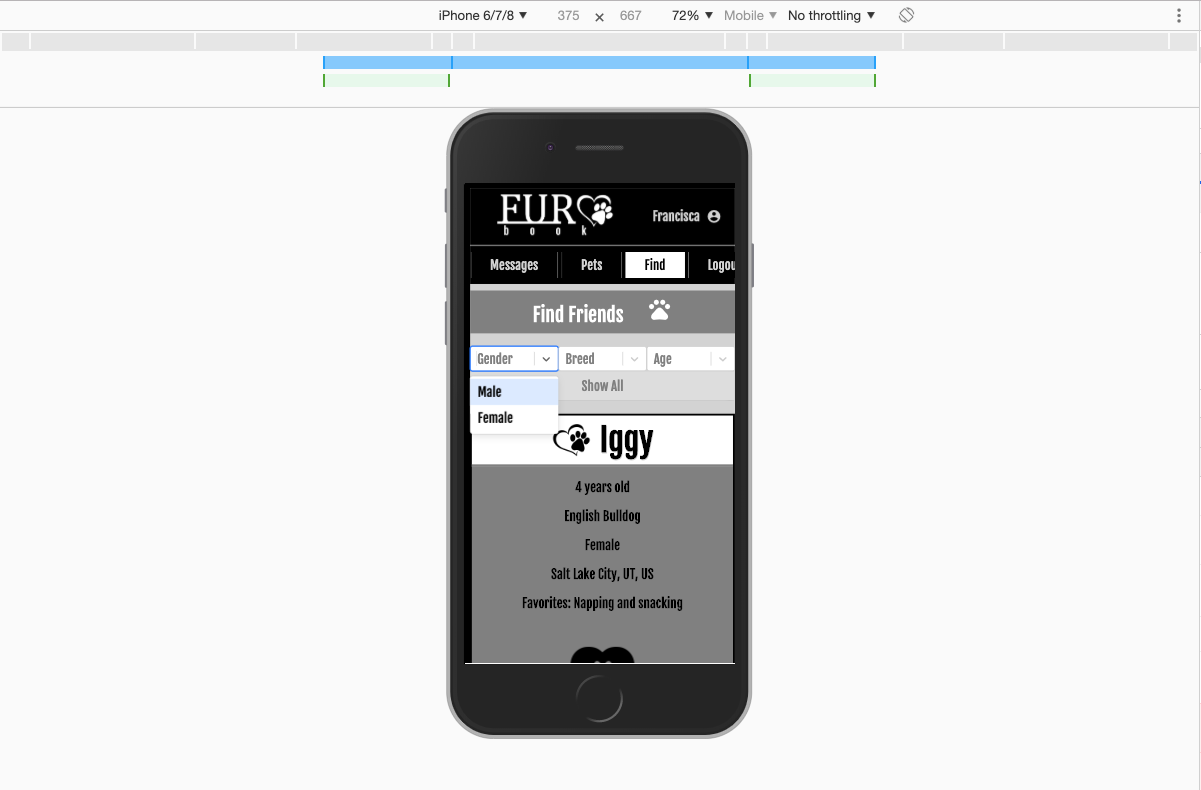 iPhone 6/7/8 ▼ 375 × 667 72% ▼ Mobile ▼ No throttling ▼
FUR
book
Francisca
Messages Pets Find Logou
Find Friends
Gender Breed Age
Male
Show All
Female
Iggy
4 years old
English Bulldog
Female
Salt Lake City, UT, US
Favorites: Napping and snacking